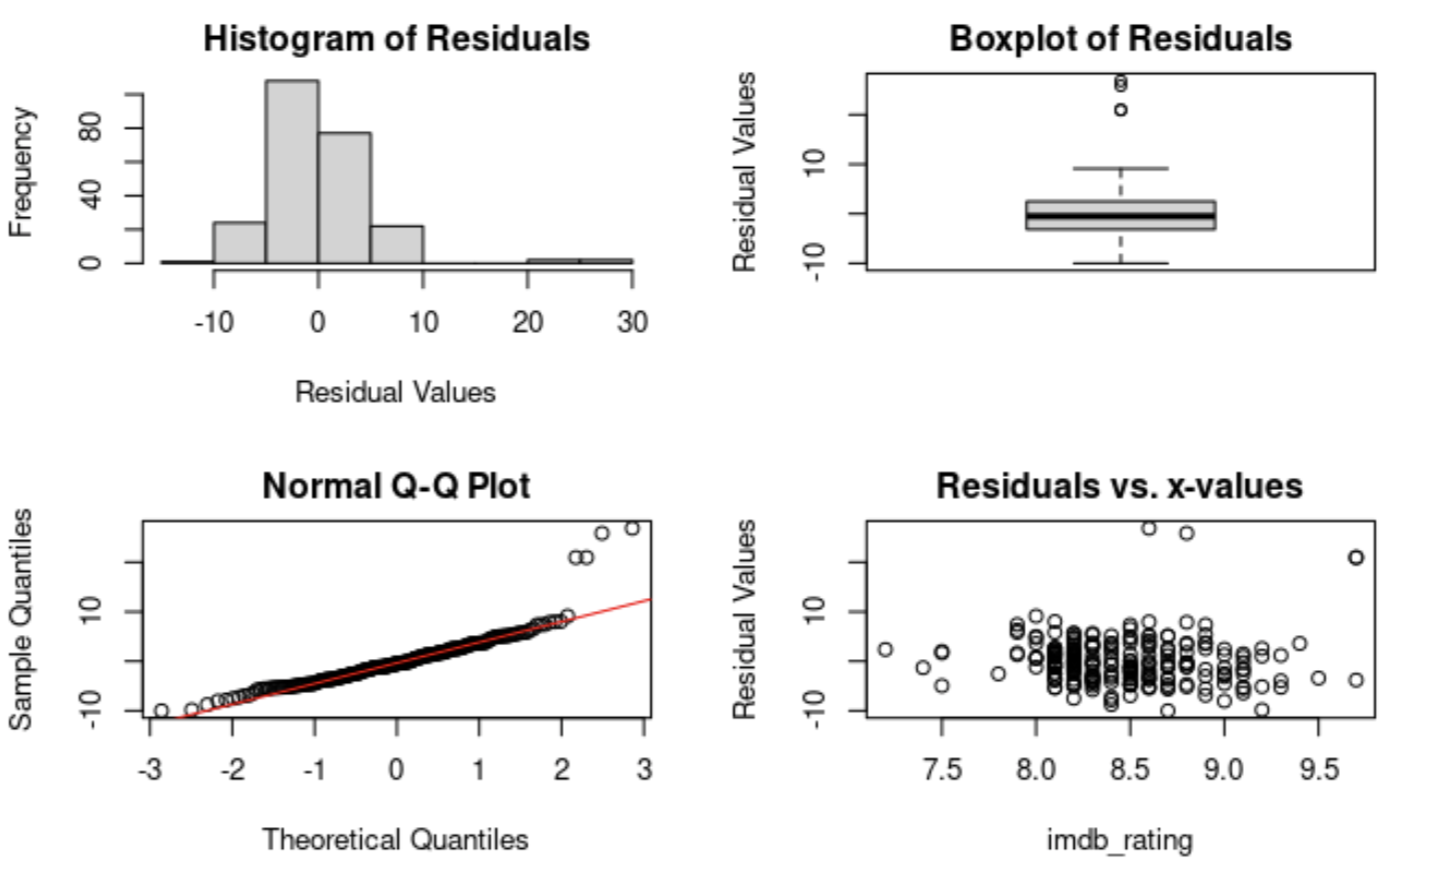 Histogram of Residuals
Frequency
0 40 80
-10 0 10 20 30
Residual Values
Boxplot of Residuals
Residual Values
-10 10
Normal Q-Q Plot
Sample Quantiles
-10 10
-3 -2 -1 0 1 2 3
Theoretical Quantiles
Residuals vs. x-values
Residual Values
-10 10
7.5 8.0 8.5 9.0 9.5
imdb_rating